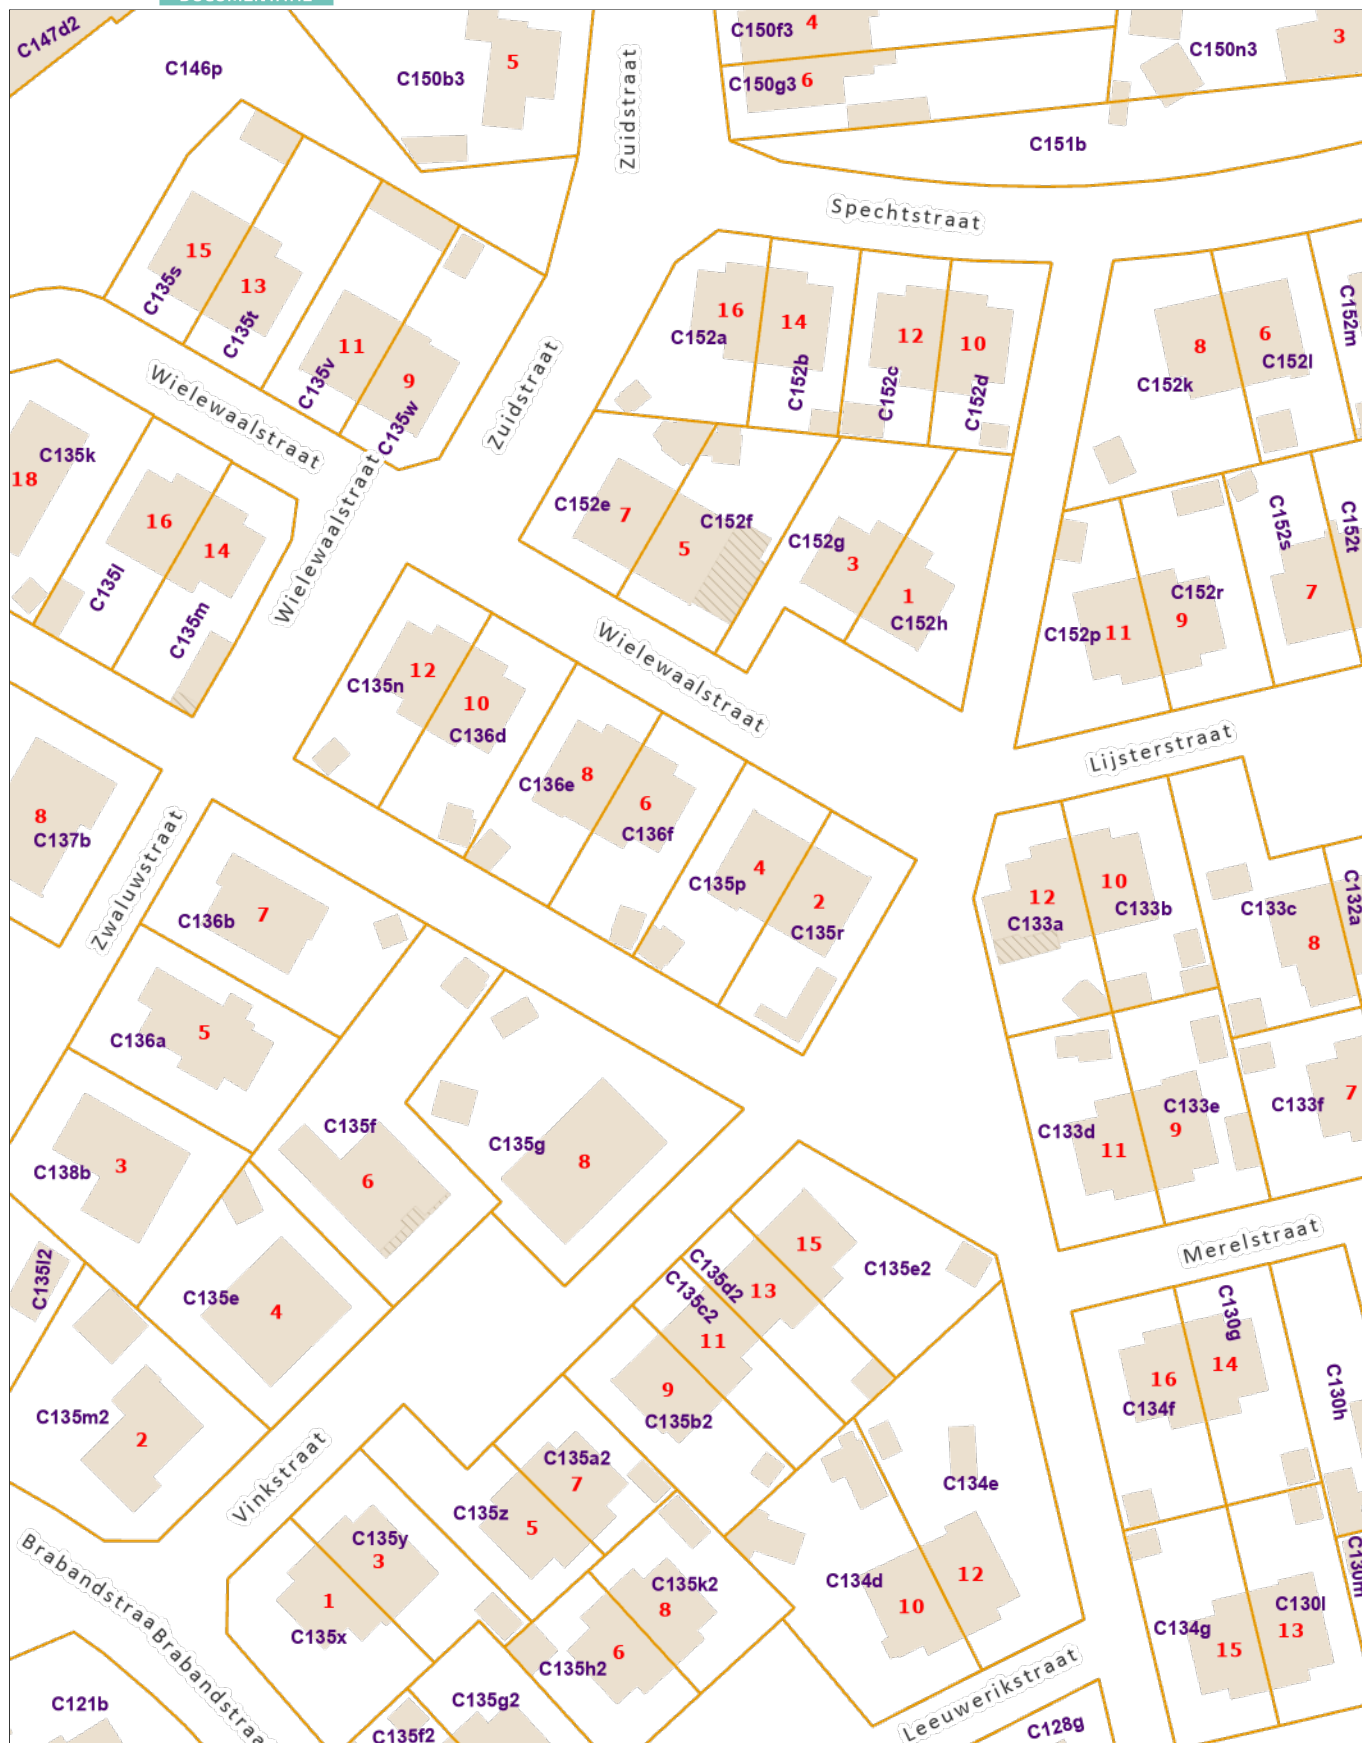 C147d2
C146p
C150b3
5
Zuidstraat
C150f3
4
C150g3
6
C150n3
3
C151b
Spechtstraat
15
C135s
13
C135t
11
C135v
9
C135w
Wielewaalstraat
Zuidstraat
16
C152a
14
C152b
12
C152c
10
C152d
8
C152k
6
C152l
C152m
C135k
18
16
C135l
14
C135m
Wielewaalstraat
C152e
7
C152f
5
C152g
3
1
C152h
C152s
C152t
7
C152r
9
C152p
11
C135n
12
10
C136d
Wielewaalstraat
Lijsterstraat
C136e
8
6
C136f
8
C137b
Zwaluwstraat
C135p
4
2
C135r
12
C133a
10
C133b
C133c
8
C132a
C136b
7
C136a
5
C138b
3
C135f
6
C135g
8
C133d
11
C133e
9
C133f
7
Merelstraat
C135l2
C135e
4
15
C135e2
C135d2
13
C135c2
11
9
C135b2
C130g
14
16
C134f
C130h
C135m2
2
Vinkstraat
C135a2
7
C135z
5
C134e
C135y
3
1
C135x
C135k2
8
6
C135h2
C134d
10
12
C130m
C130l
13
C134g
15
Brabandstraa
Brabandstraa
C121b
C135g2
C135f2
Leeuwerikstraat
C128g